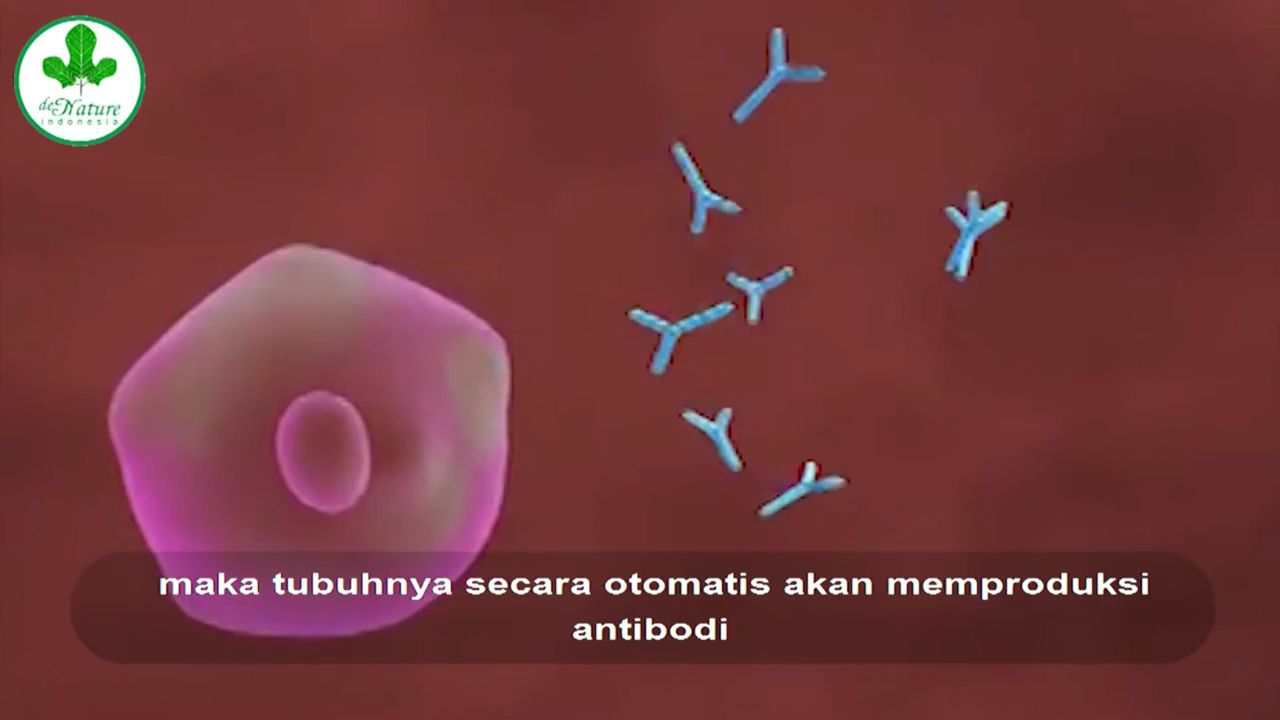 deNature
indonesia
maka tubuhnya secara otomatis akan memproduksi
antibodi